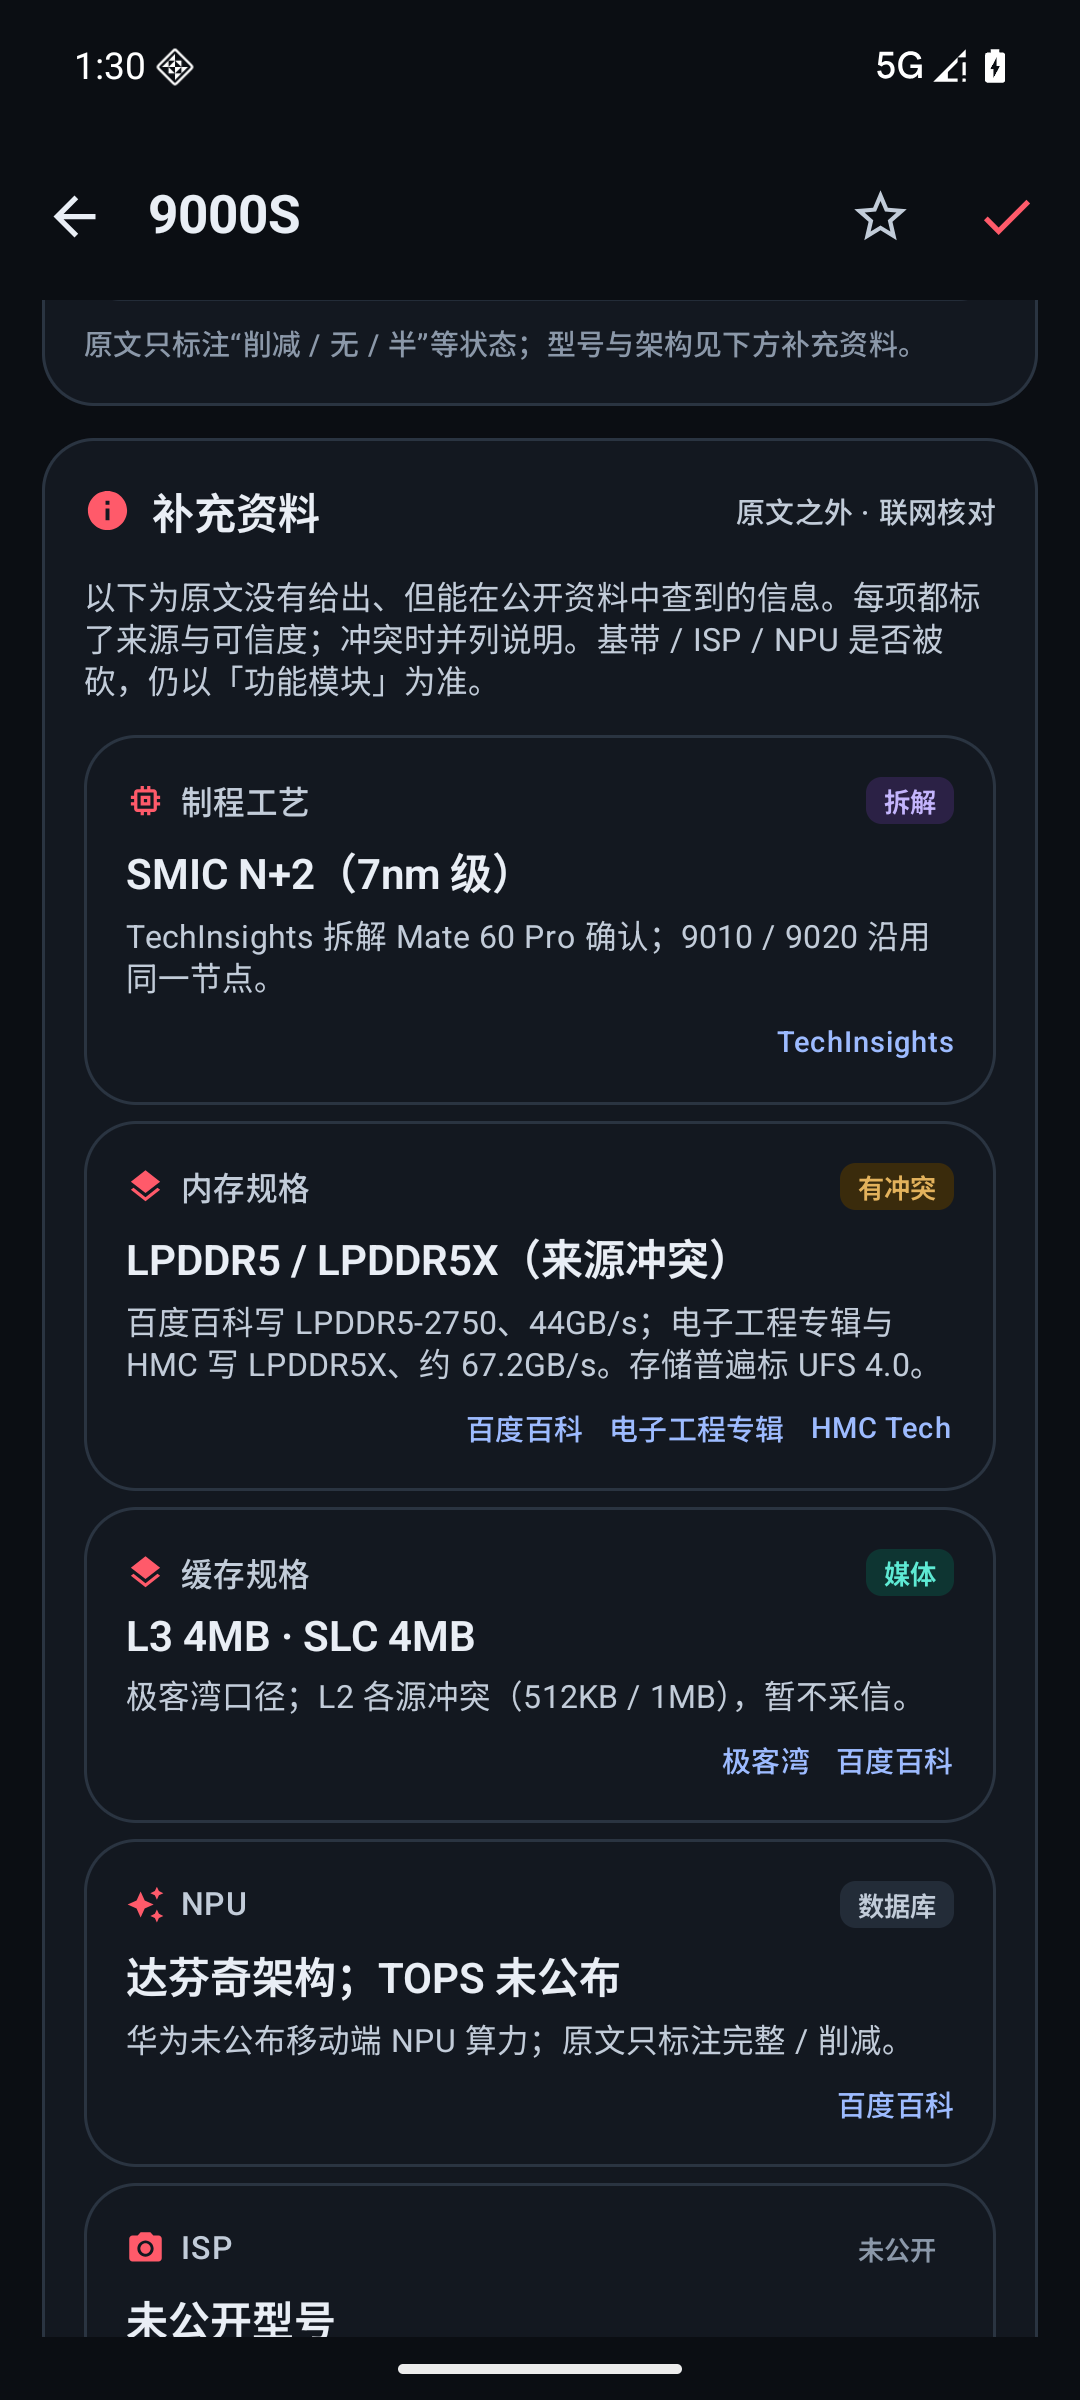 1:30
5G
9000S
原文只标注“削减 / 无 / 半”等状态；型号与架构见下方补充资料。
补充资料
原文之外 · 联网核对
以下为原文没有给出、但能在公开资料中查到的信息。每项都标
了来源与可信度；冲突时并列说明。基带 / ISP / NPU 是否被
砍，仍以「功能模块」为准。
制程工艺
拆解
SMIC N+2（7nm 级）
TechInsights 拆解 Mate 60 Pro 确认；9010 / 9020 沿用
同一节点。
TechInsights
内存规格
有冲突
LPDDR5 / LPDDR5X（来源冲突）
百度百科写 LPDDR5-2750、44GB/s；电子工程专辑与
HMC 写 LPDDR5X、约 67.2GB/s。存储普遍标 UFS 4.0。
百度百科 电子工程专辑 HMC Tech
缓存规格
媒体
L3 4MB · SLC 4MB
极客湾口径；L2 各源冲突（512KB / 1MB），暂不采信。
极客湾 百度百科
NPU
数据库
达芬奇架构；TOPS 未公布
华为未公布移动端 NPU 算力；原文只标注完整 / 削减。
百度百科
ISP
未公开
未公开型号